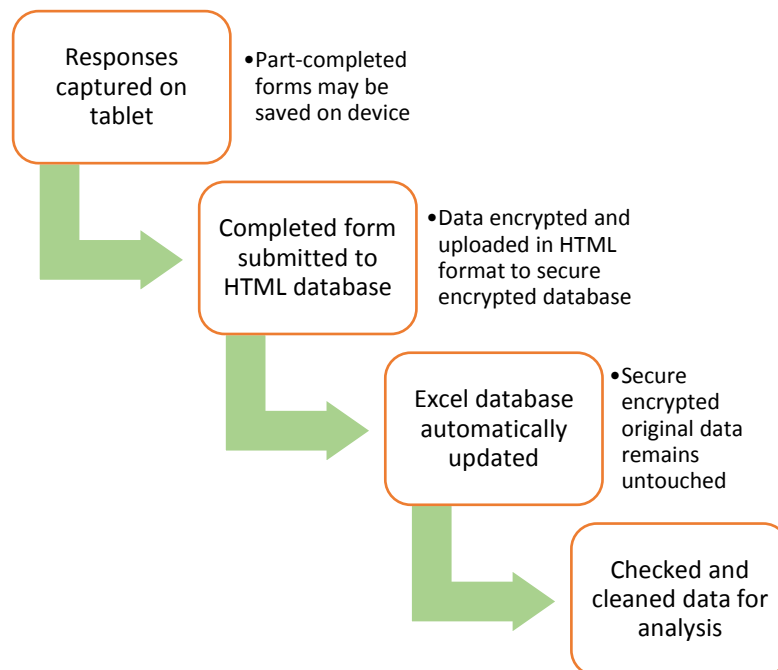 Responses
captured on
tablet
•Part-completed
forms may be
saved on device
Completed form
submitted to
HTML database
•Data encrypted and
uploaded in HTML
format to secure
encrypted database
Excel database
automatically
updated
•Secure
encrypted
original data
remains
untouched
Checked and
cleaned data for
analysis